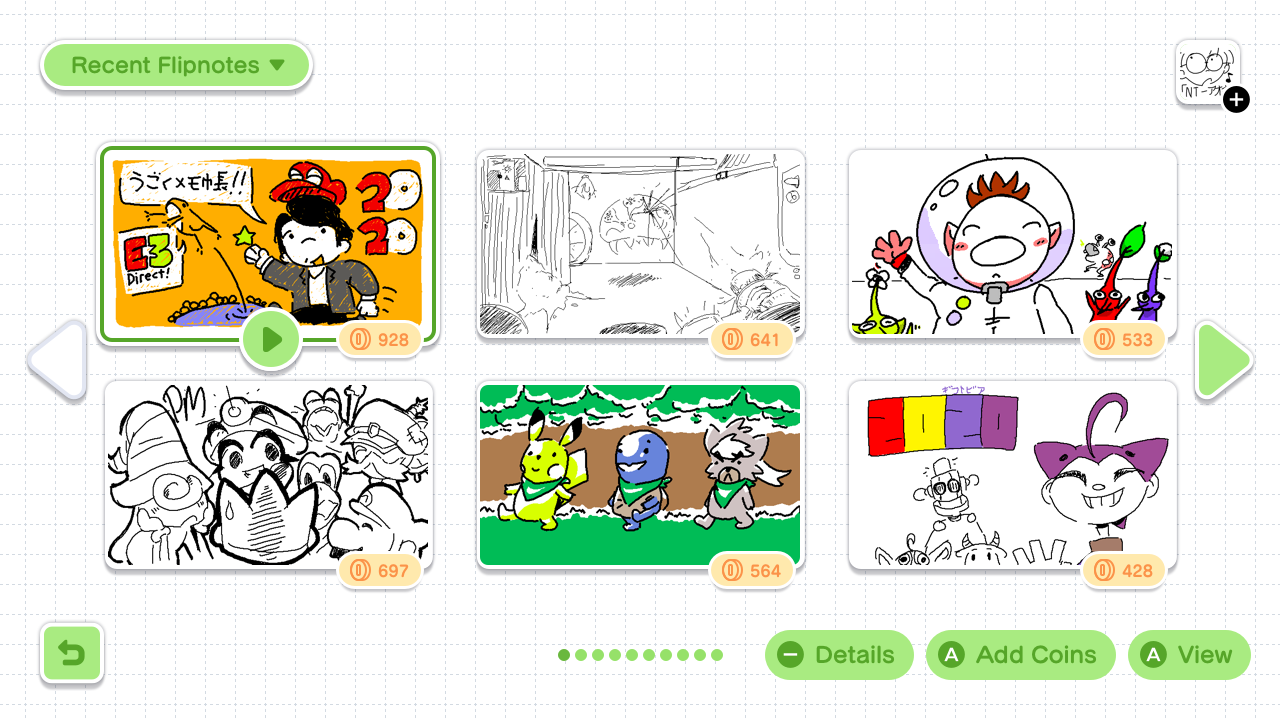 Recent Flipnotes
うごくメモ帳!!
2020
E3
Direct!
928
641
533
DM
697
564
428
Details
A Add Coins
A View